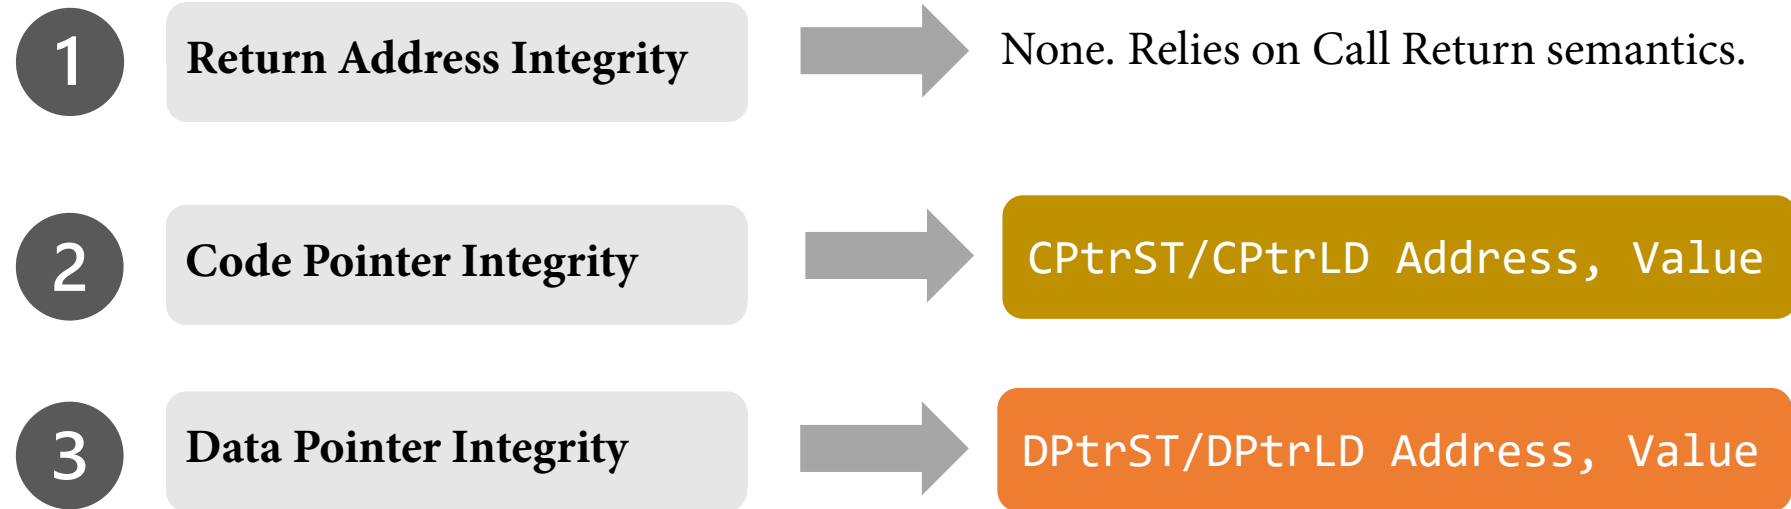 1
Return Address Integrity
None. Relies on Call Return semantics.
2
Code Pointer Integrity
CPtrST/CPtrLD Address, Value
3
Data Pointer Integrity
DPtrST/DPtrLD Address, Value